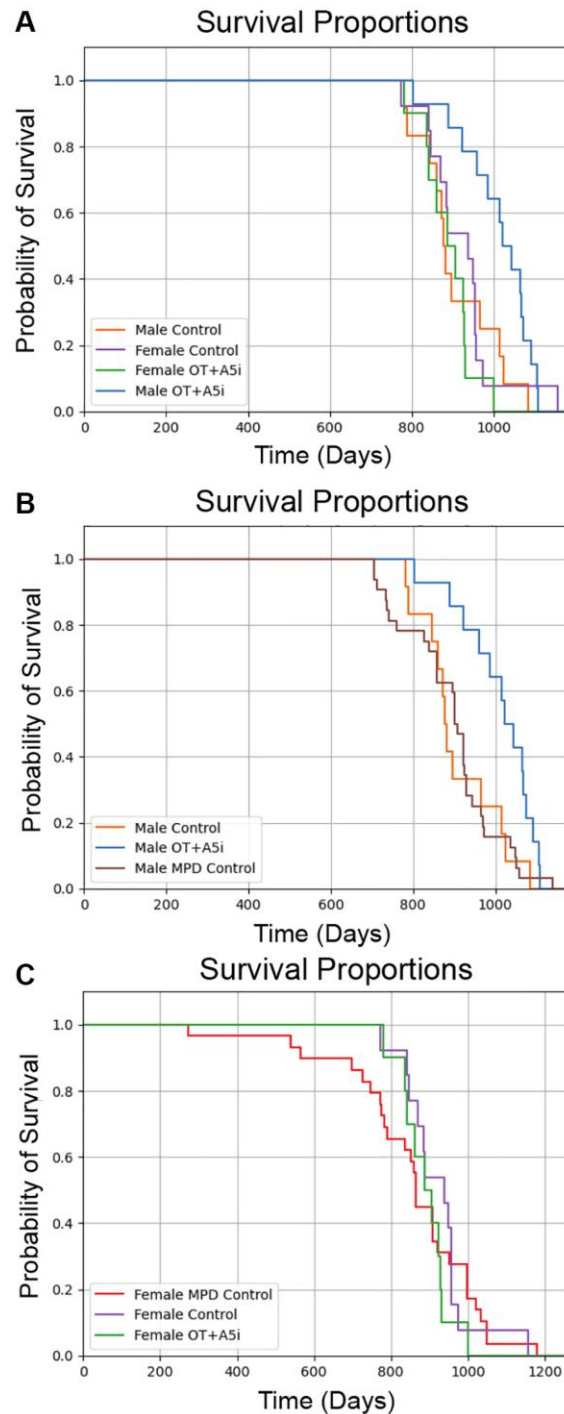 A
Survival Proportions
Probability of Survival
1.0
0.8
0.6
0.4
0.2
0.0
Male Control
Female Control
Female OT+A5i
Male OT+A5i
0 200 400 600 800 1000
Time (Days)
B
Survival Proportions
Probability of Survival
1.0
0.8
0.6
0.4
0.2
0.0
Male Control
Male OT+A5i
Male MPD Control
0 200 400 600 800 1000
Time (Days)
C
Survival Proportions
Probability of Survival
1.0
0.8
0.6
0.4
0.2
0.0
Female MPD Control
Female Control
Female OT+A5i
0 200 400 600 800 1000 1200
Time (Days)